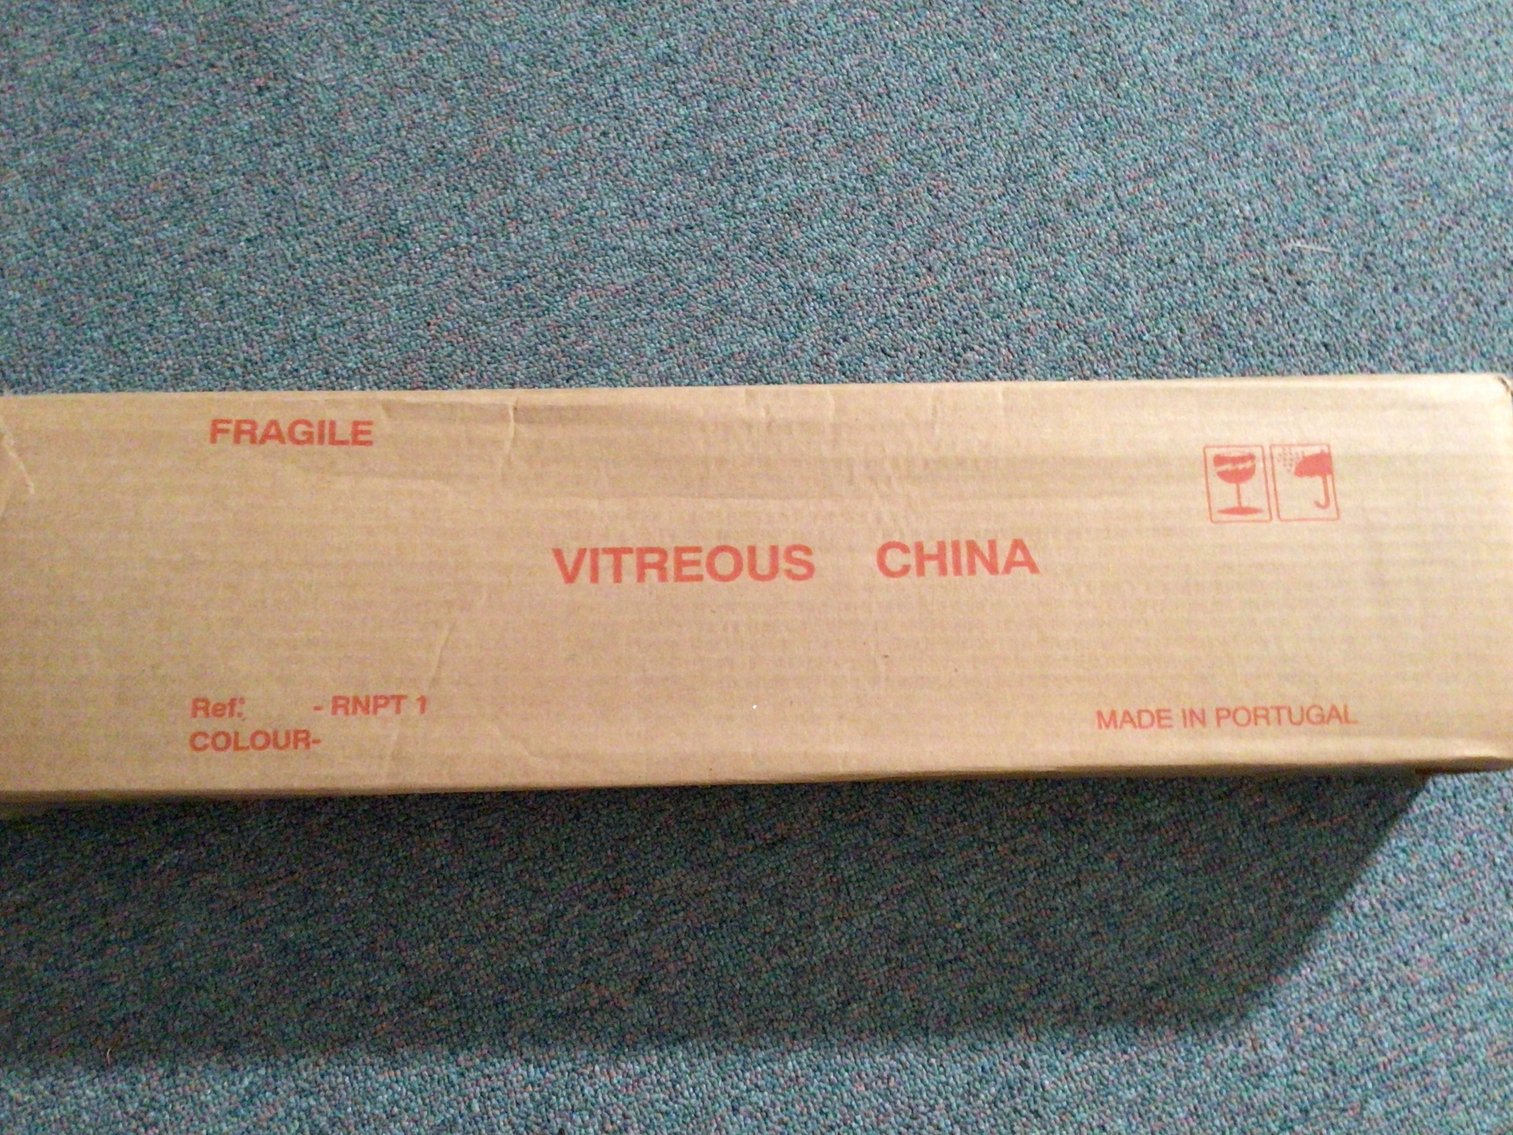 FRAGILE
VITREOUS CHINA
Ref: - RNPT 1
COLOUR-
MADE IN PORTUGAL